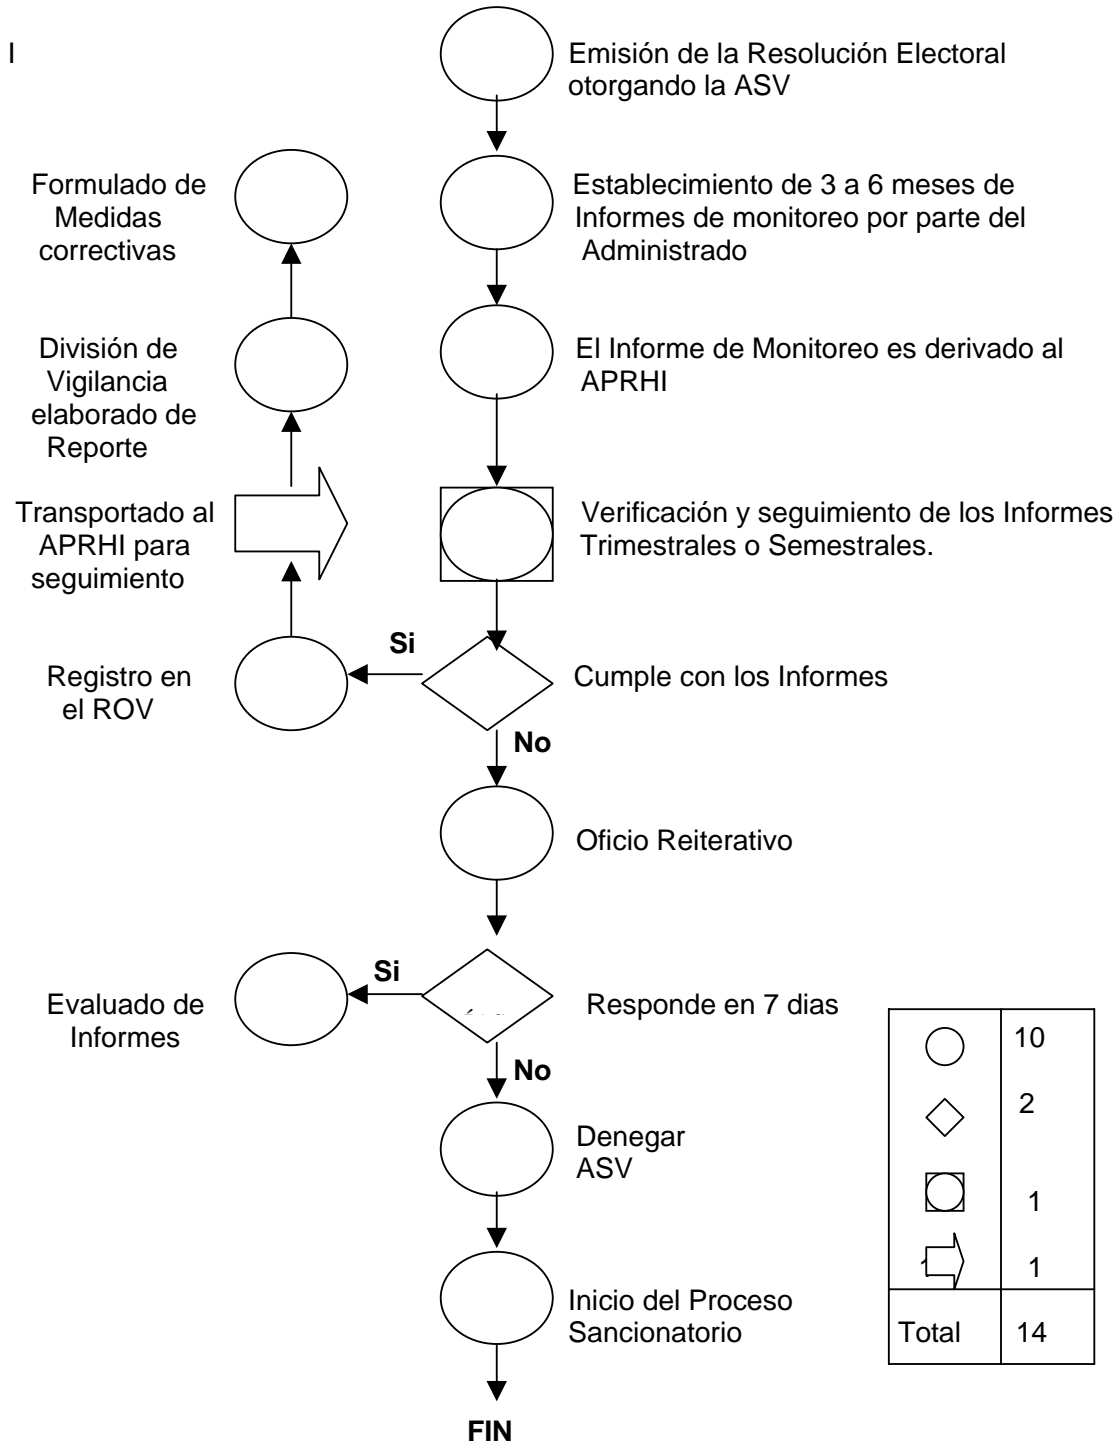 I
Emisión de la Resolución Electoral
otorgando la ASV
Formulado de
Medidas
correctivas
Establecimiento de 3 a 6 meses de
Informes de monitoreo por parte del
Administrado
División de
Vigilancia
elaborado de
Reporte
El Informe de Monitoreo es derivado al
APRHI
Transportado al
APRHI para
seguimiento
Verificación y seguimiento de los Informes
Trimestrales o Semestrales.
Si
Registro en
el ROV
Cumple con los Informes
No
Oficio Reiterativo
Si
Evaluado de
Informes
Responde en 7 dias
No
Denegar
ASV
Inicio del Proceso
Sancionatorio
FIN
10
2
1
1
Total 14